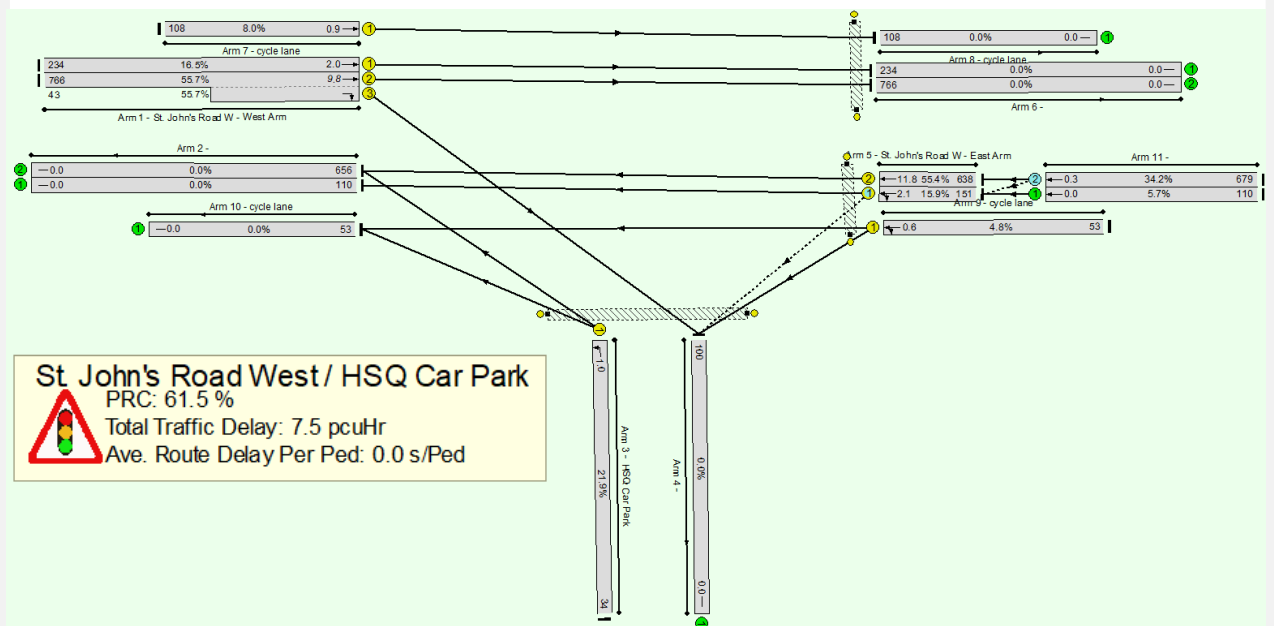 108 8.0% 0.9
1
Arm 7 - cycle lane
234 16.5% 2.0
1
766 55.7% 9.8
2
43 55.7%
3
Arm 1 - St. John's Road W - West Arm
108 0.0% 0.0
1
Arm 8 - cycle lane
234 0.0% 0.0
1
766 0.0% 0.0
2
Arm 6 -
Arm 2 -
2
0.0 0.0% 656
1
0.0 0.0% 110
Arm 10 - cycle lane
1
0.0 0.0% 53
Arm 5 - St. John's Road W - East Arm
2
11.8 55.4% 638
1
2.1 15.9% 151
Arm 11 -
2
0.3 34.2% 679
1
0.0 5.7% 110
Arm 9 - cycle lane
1
0.6 4.8% 53
1
1.0
21.9%
34
Arm 3 - HSQ Car Park
Arm 4 -
100
0.0%
0.0
1
St. John's Road West / HSQ Car Park
PRC: 61.5 %
Total Traffic Delay: 7.5 pcuHr
Ave. Route Delay Per Ped: 0.0 s/Ped